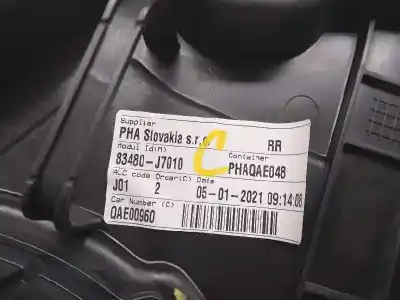 Supplier
PHA Slovakia s.r.o RR
Modul Id(M) Container
83480-J7010 PHAQAE048
ALC code Order(C) Date
J01 2 05-01-2021 09:14:08
Car Number (C)
QAE00960
C